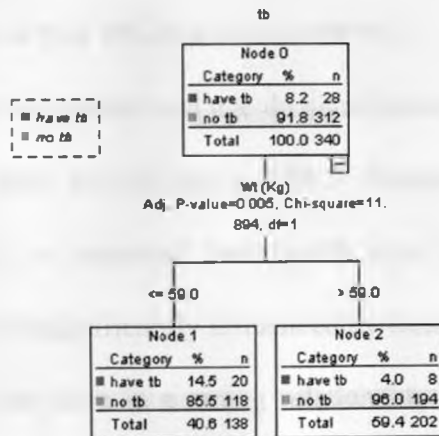 tb
Node 0
Category % n
have tb 8.2 28
no tb 91.8 312
Total 100.0 340
have tb
no tb
Wt (Kg)
Adj. P-value=0.005, Chi-square=11.
894, df=1
<= 59.0
> 59.0
Node 1
Category % n
have tb 14.5 20
no tb 85.5 118
Total 40.6 138
Node 2
Category % n
have tb 4.0 8
no tb 96.0 194
Total 59.4 202